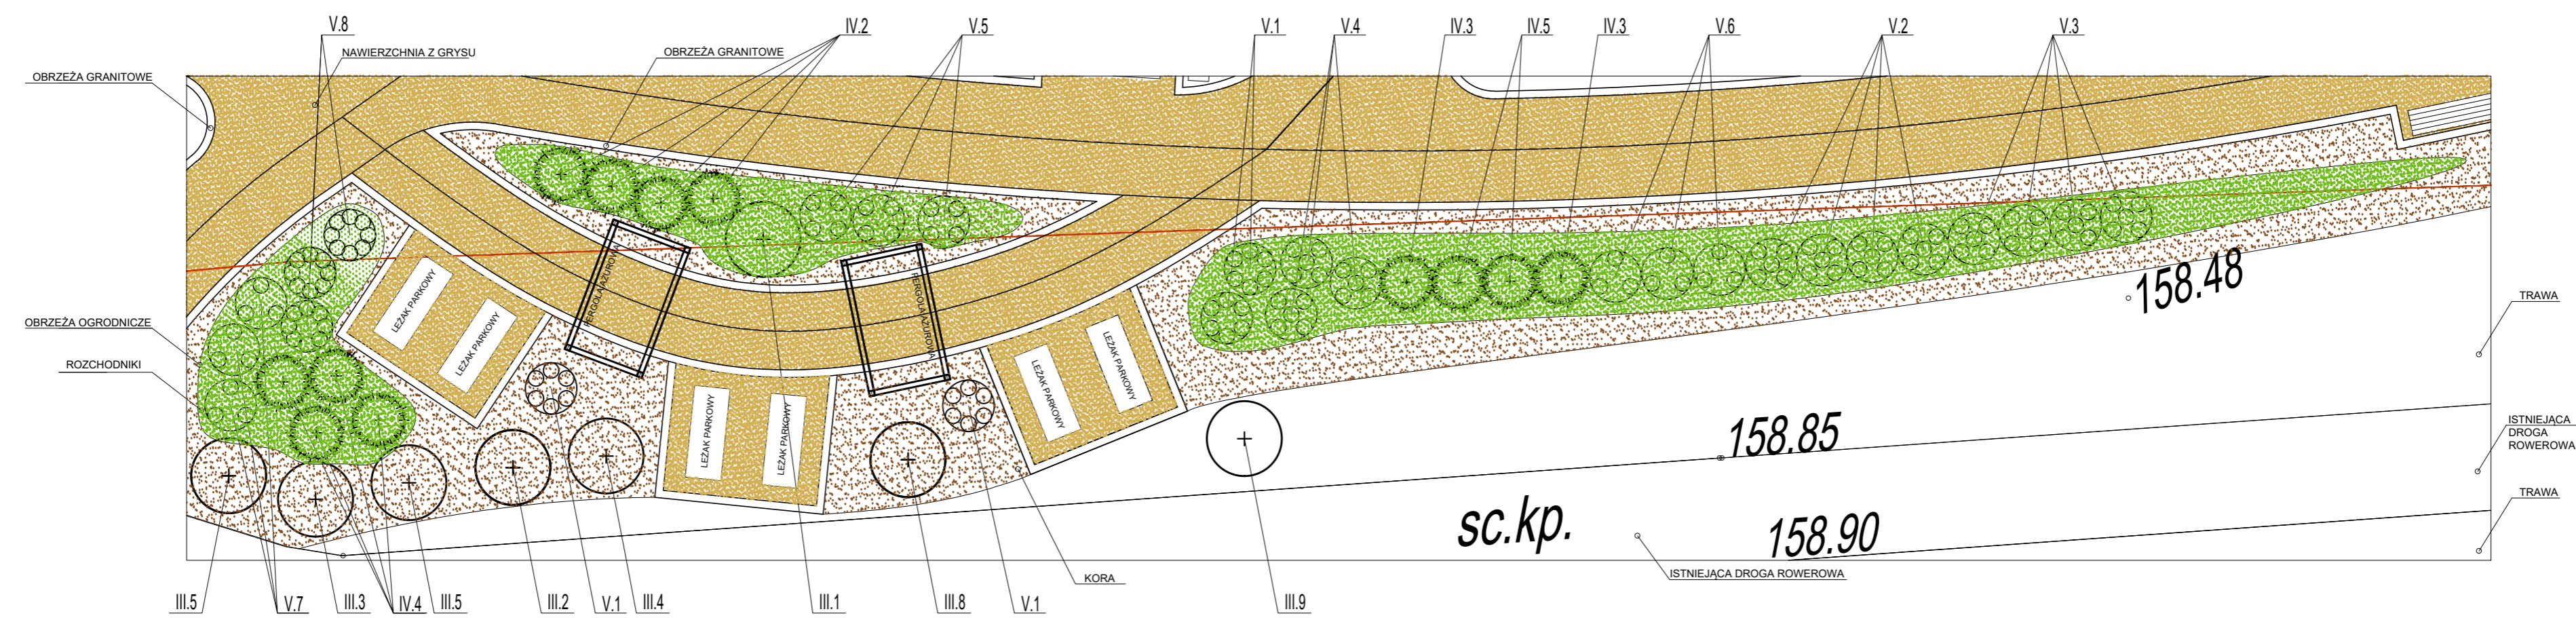 V.8
IV.2
V.5
V.1
V.4
IV.3
IV.5
IV.3
V.6
V.2
V.3
NAWIERZCHNIA Z GRYSU
OBRZEŻA GRANITOWE
OBRZEŻA GRANITOWE
PERGOLA AŻUROWA
PERGOLA AŻUROWA
LEŻAK PARKOWY
LEŻAK PARKOWY
LEŻAK PARKOWY
LEŻAK PARKOWY
LEŻAK PARKOWY
LEŻAK PARKOWY
158.48
TRAWA
OBRZEŻA OGRODNICZE
ROZCHODNIKI
158.85
ISTNIEJĄCA
DROGA
ROWEROWA
TRAWA
sc.kp.
158.90
KORA
ISTNIEJĄCA DROGA ROWEROWA
III.5
V.7
III.3
IV.4
III.5
III.2
V.1
III.4
III.1
III.8
V.1
III.9